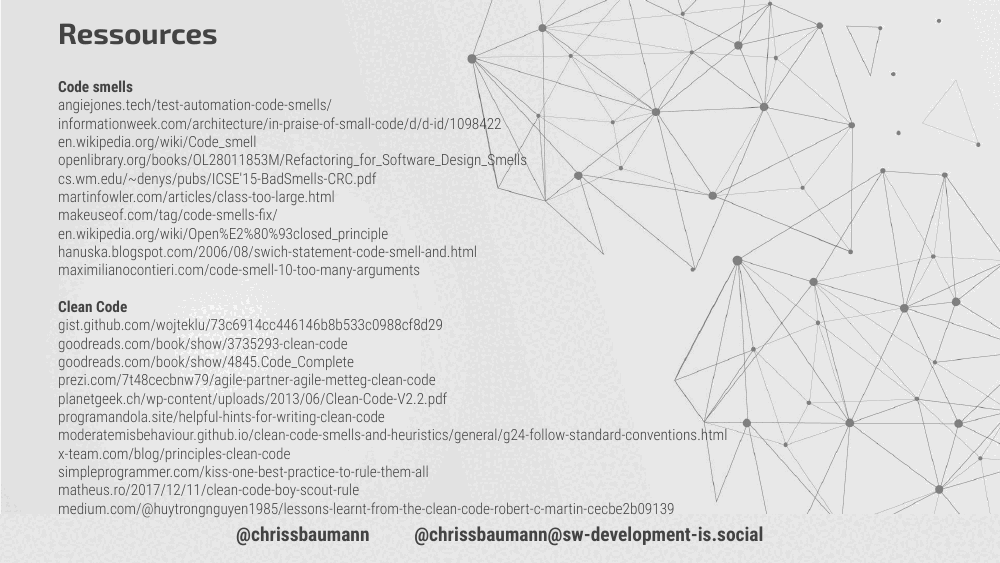 Ressources
Code smells
angiejones.tech/test-automation-code-smells/
informationweek.com/architecture/in-praise-of-small-code/d/d-id/1098422
en.wikipedia.org/wiki/Code_smell
openlibrary.org/books/OL28011853M/Refactoring_for_Software_Design_Smells
cs.wm.edu/~denys/pubs/ICSE'15-BadSmells-CRC.pdf
martinfowler.com/articles/class-too-large.html
makeuseof.com/tag/code-smells-fix/
en.wikipedia.org/wiki/Open%E2%80%93closed_principle
hanuska.blogspot.com/2006/08/swich-statement-code-smell-and.html
maximilianocontieri.com/code-smell-10-too-many-arguments
Clean Code
gist.github.com/wojteklu/73c6914cc446146b8b533c0988cf8d29
goodreads.com/book/show/3735293-clean-code
goodreads.com/book/show/4845.Code_Complete
prezi.com/7t48cecbnw79/agile-partner-agile-metteg-clean-code
planetgeek.ch/wp-content/uploads/2013/06/Clean-Code-V2.2.pdf
programandola.site/helpful-hints-for-writing-clean-code
moderatemisbehaviour.github.io/clean-code-smells-and-heuristics/general/g24-follow-standard-conventions.html
x-team.com/blog/principles-clean-code
simpleprogrammer.com/kiss-one-best-practice-to-rule-them-all
matheus.ro/2017/12/11/clean-code-boy-scout-rule
medium.com/@huytrongnguyen1985/lessons-learnt-from-the-clean-code-robert-c-martin-cecbe2b09139
@chrissbaumann @chrissbaumann@sw-development-is.social